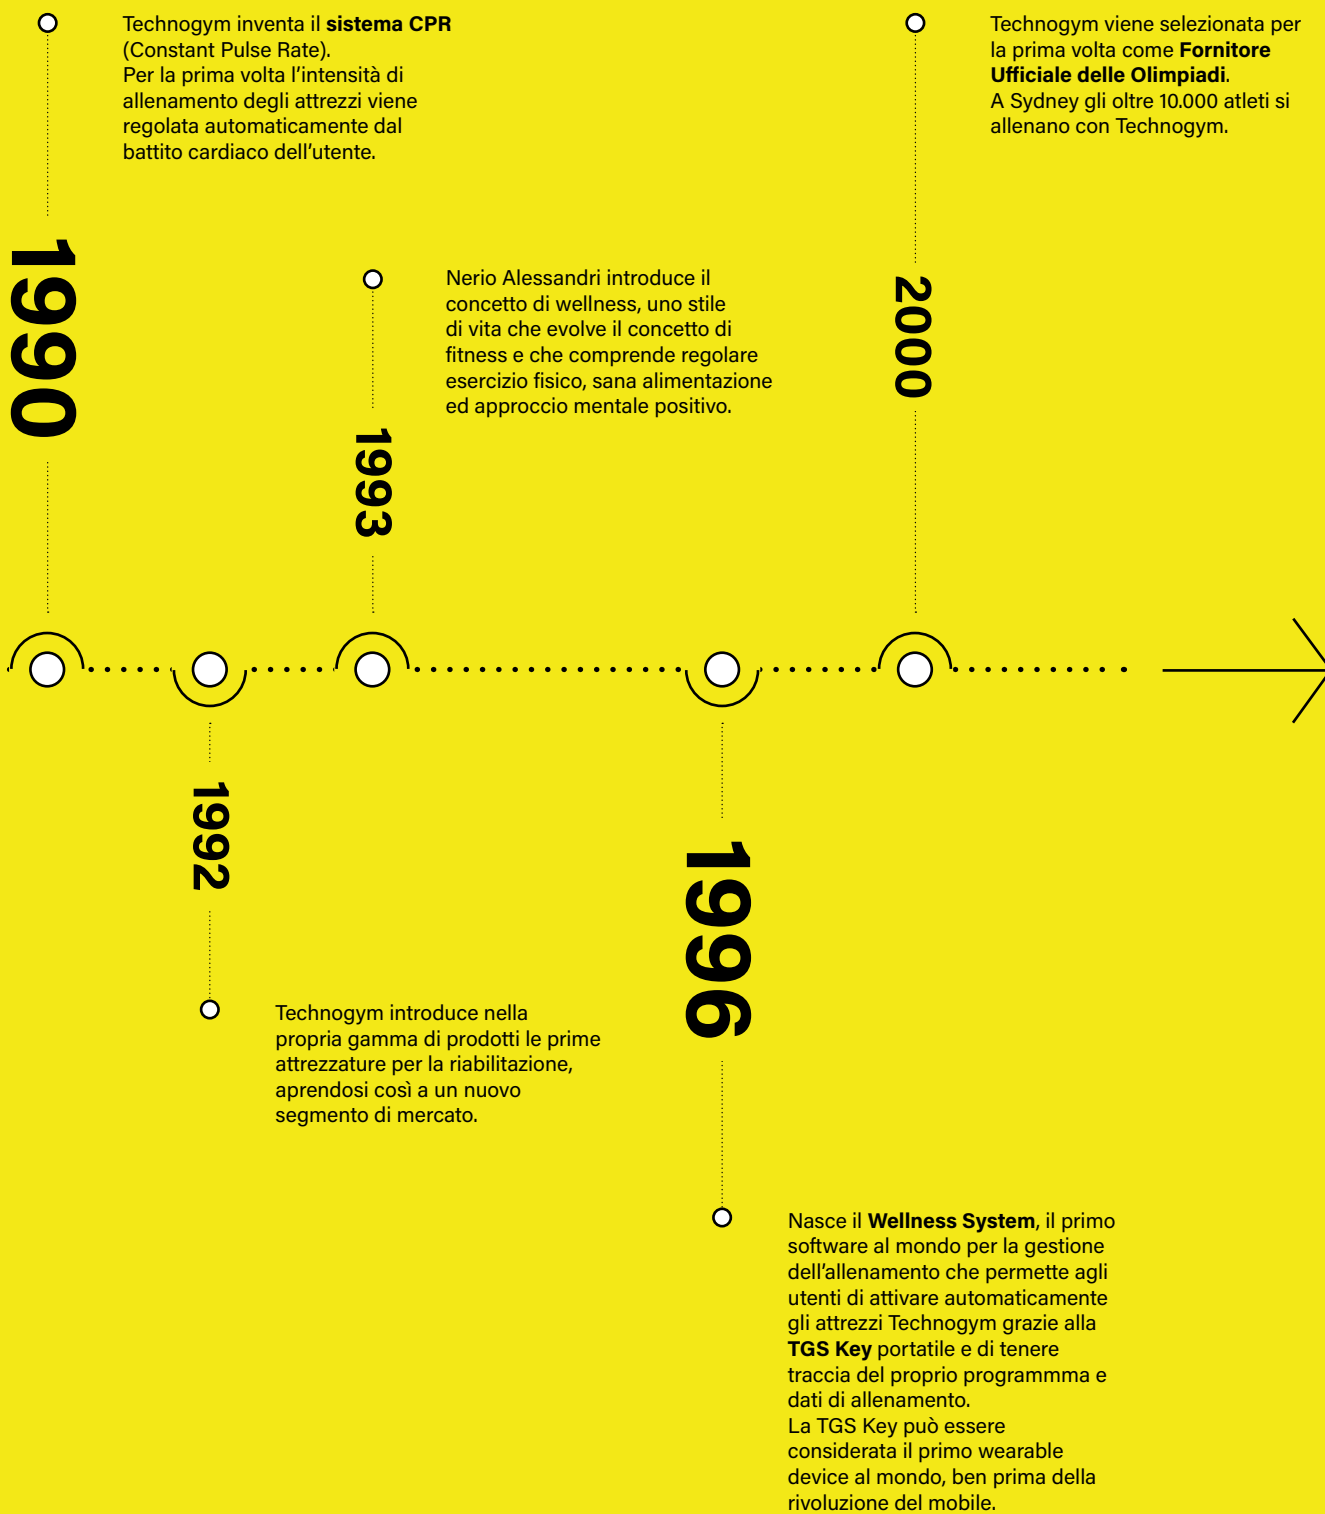 1990
Technogym inventa il sistema CPR
(Constant Pulse Rate).
Per la prima volta l'intensità di
allenamento degli attrezzi viene
regolata automaticamente dal
battito cardiaco dell'utente.
1992
Technogym introduce nella
propria gamma di prodotti le prime
attrezzature per la riabilitazione,
aprendosi così a un nuovo
segmento di mercato.
1993
Nerio Alessandri introduce il
concetto di wellness, uno stile
di vita che evolve il concetto di
fitness e che comprende regolare
esercizio fisico, sana alimentazione
ed approccio mentale positivo.
1996
Nasce il Wellness System, il primo
software al mondo per la gestione
dell'allenamento che permette agli
utenti di attivare automaticamente
gli attrezzi Technogym grazie alla
TGS Key portatile e di tenere
traccia del proprio programmma e
dati di allenamento.
La TGS Key può essere
considerata il primo wearable
device al mondo, ben prima della
rivoluzione del mobile.
2000
Technogym viene selezionata per
la prima volta come Fornitore
Ufficiale delle Olimpiadi.
A Sydney gli oltre 10.000 atleti si
allenano con Technogym.